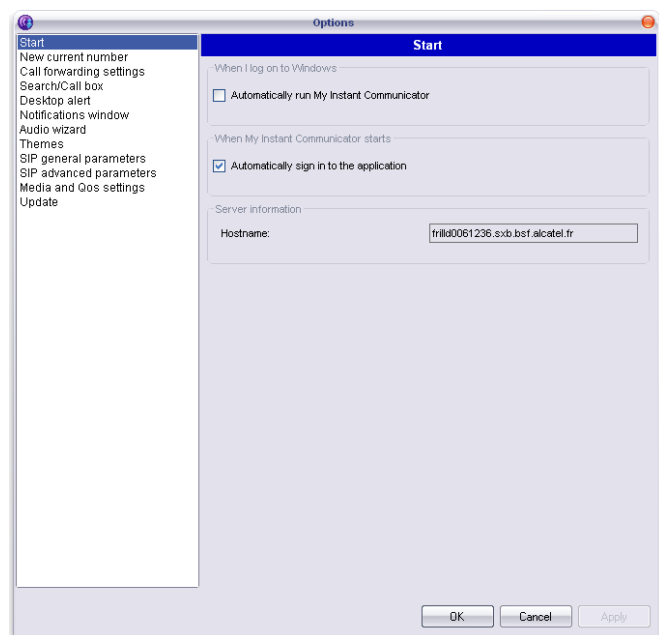 Options
Start
New current number
Call forwarding settings
Search/Call box
Desktop alert
Notifications window
Audio wizard
Themes
SIP general parameters
SIP advanced parameters
Media and Qos settings
Update
Start
When I log on to Windows
Automatically run My Instant Communicator
When My Instant Communicator starts
Automatically sign in to the application
Server information
Hostname: frilld0061236.sxb.bsf.alcatel.fr
OK Cancel Apply